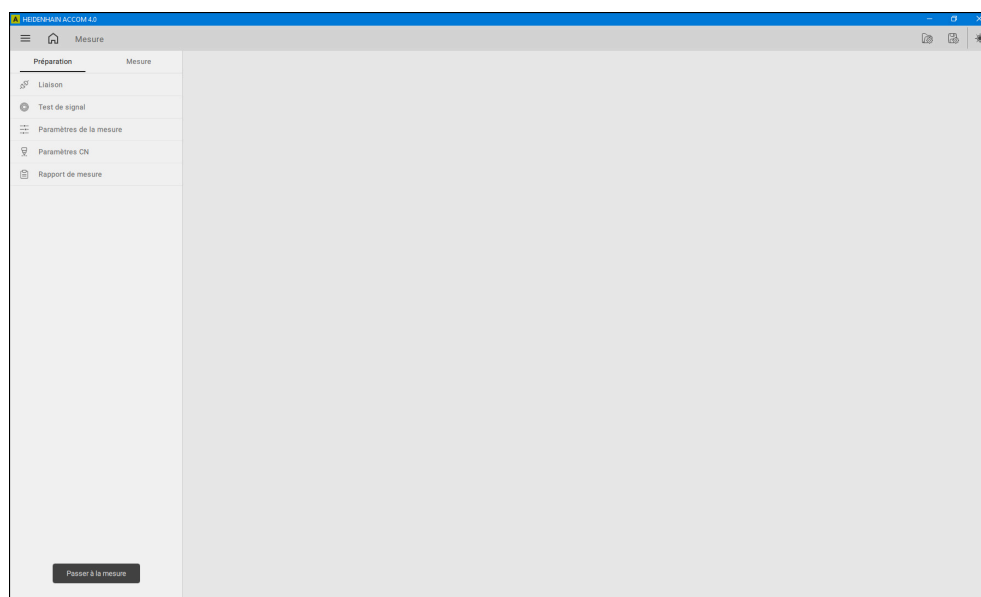 A HEIDENHAIN ACCOM 4.0
Mesure
Préparation Mesure
Liaison
Test de signal
Paramètres de la mesure
Paramètres CN
Rapport de mesure
Passer à la mesure